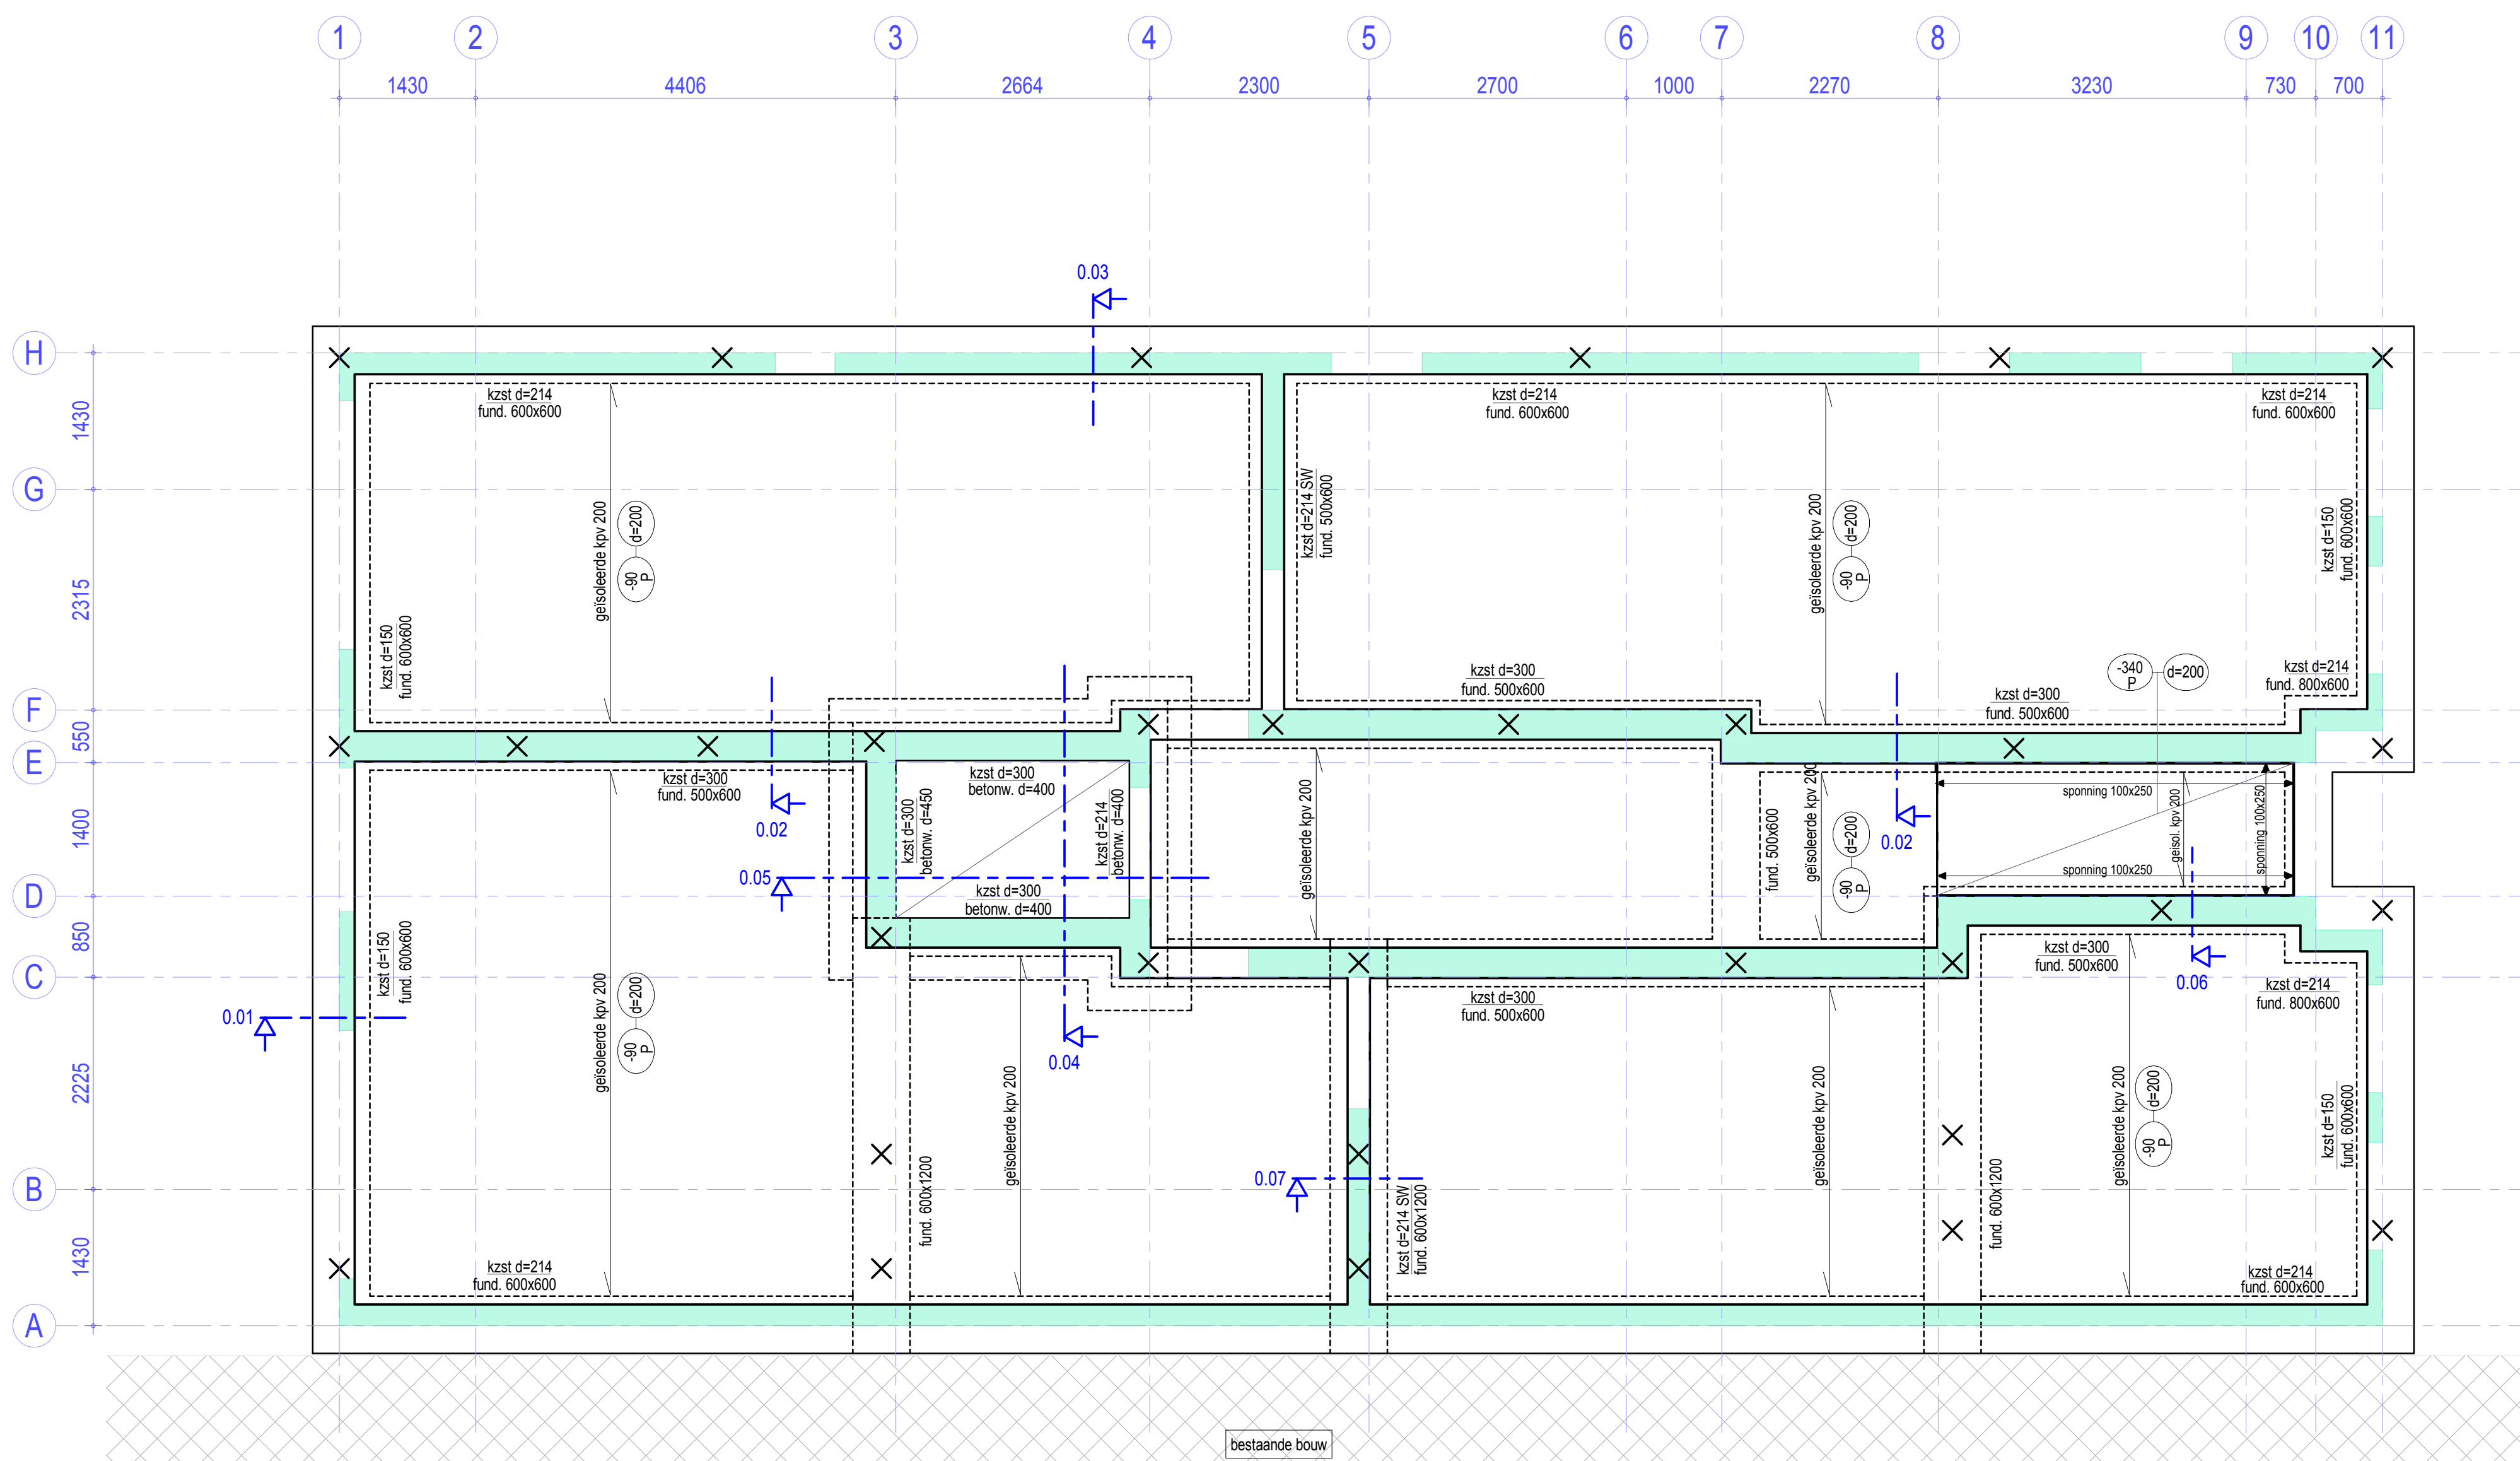 1 2 3 4 5 6 7 8 9 10 11
1430 4406 2664 2300 2700 1000 2270 3230 730 700
0.03
H
1430
G
2315
F
550
E
1400
D
850
C
2225
B
1430
A
kzst d=214
fund. 600x600
kzst d=214
fund. 600x600
kzst d=214
fund. 600x600
geïsoleerde kpv 200
d=200
-90
P
kzst d=150
fund. 600x600
kzst d=214 SW
fund. 500x600
geïsoleerde kpv 200
d=200
-90
P
kzst d=150
fund. 600x600
kzst d=300
fund. 500x600
kzst d=300
fund. 500x600
-340
P
d=200
kzst d=214
fund. 800x600
kzst d=300
fund. 500x600
0.02
kzst d=300
betonw. d=400
kzst d=300
betonw. d=450
kzst d=214
betonw. d=400
kzst d=300
betonw. d=400
0.05
geïsoleerde kpv 200
fund. 500x600
geïsoleerde kpv 200
d=200
-90
P
0.02
sponning 100x250
geïsol. kpv 200
sponning 100x250
sponning 100x250
0.06
kzst d=150
fund. 600x600
0.01
geïsoleerde kpv 200
d=200
-90
P
0.04
geïsoleerde kpv 200
fund. 600x1200
kzst d=300
fund. 500x600
0.07
kzst d=214 SW
fund. 600x1200
geïsoleerde kpv 200
fund. 600x1200
kzst d=300
fund. 500x600
geïsoleerde kpv 200
d=200
-90
P
kzst d=214
fund. 800x600
kzst d=150
fund. 600x600
kzst d=214
fund. 600x600
kzst d=214
fund. 600x600
bestaande bouw